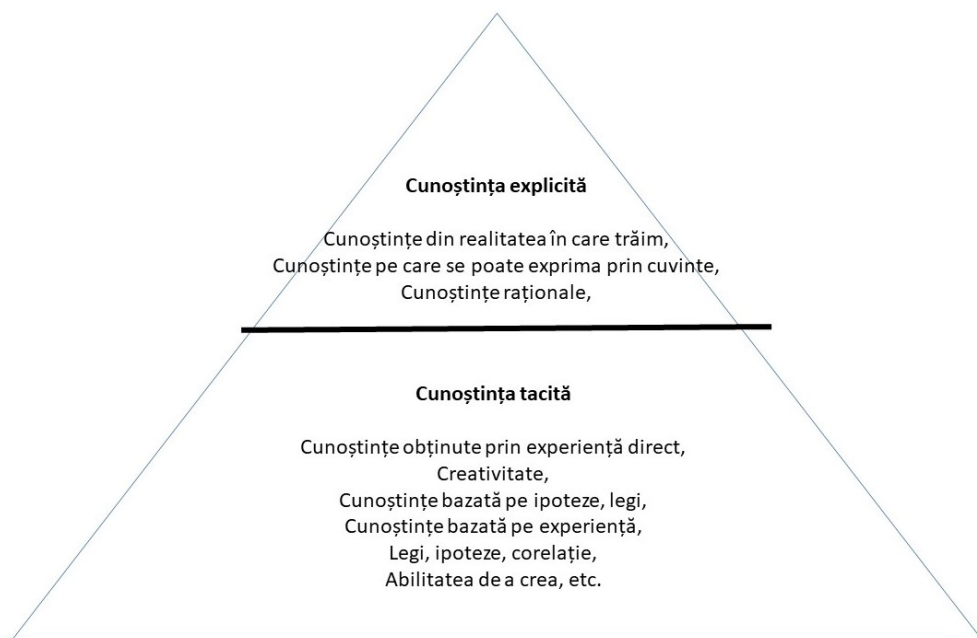 Cunoștința explicită
Cunoștințe din realitatea în care trăim,
Cunoștințe pe care se poate exprima prin cuvinte,
Cunoștințe raționale,
Cunoștința tacită
Cunoștințe obținute prin experiență direct,
Creativitate,
Cunoștințe bazată pe ipoteze, legi,
Cunoștințe bazată pe experiență,
Legi, ipoteze, corelație,
Abilitatea de a crea, etc.